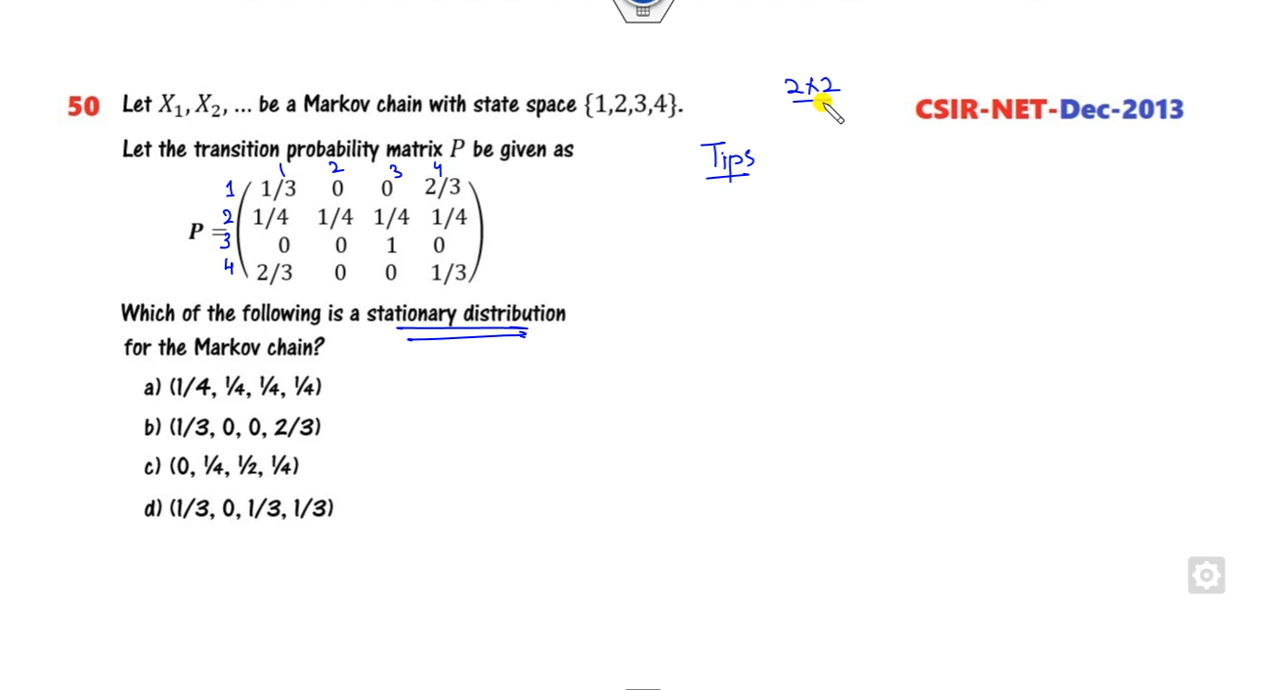 2×2
50 Let X₁, X₂, ... be a Markov chain with state space {1,2,3,4}. CSIR-NET-Dec-2013
Let the transition probability matrix P be given as Tips
1 2 3 4
1 1/3 0 0 2/3
2 1/4 1/4 1/4 1/4
P =
3 0 0 1 0
4 2/3 0 0 1/3
Which of the following is a stationary distribution
for the Markov chain?
a) (1/4, ¼, ¼, ¼)
b) (1/3, 0, 0, 2/3)
c) (0, ¼, ½, ¼)
d) (1/3, 0, 1/3, 1/3)